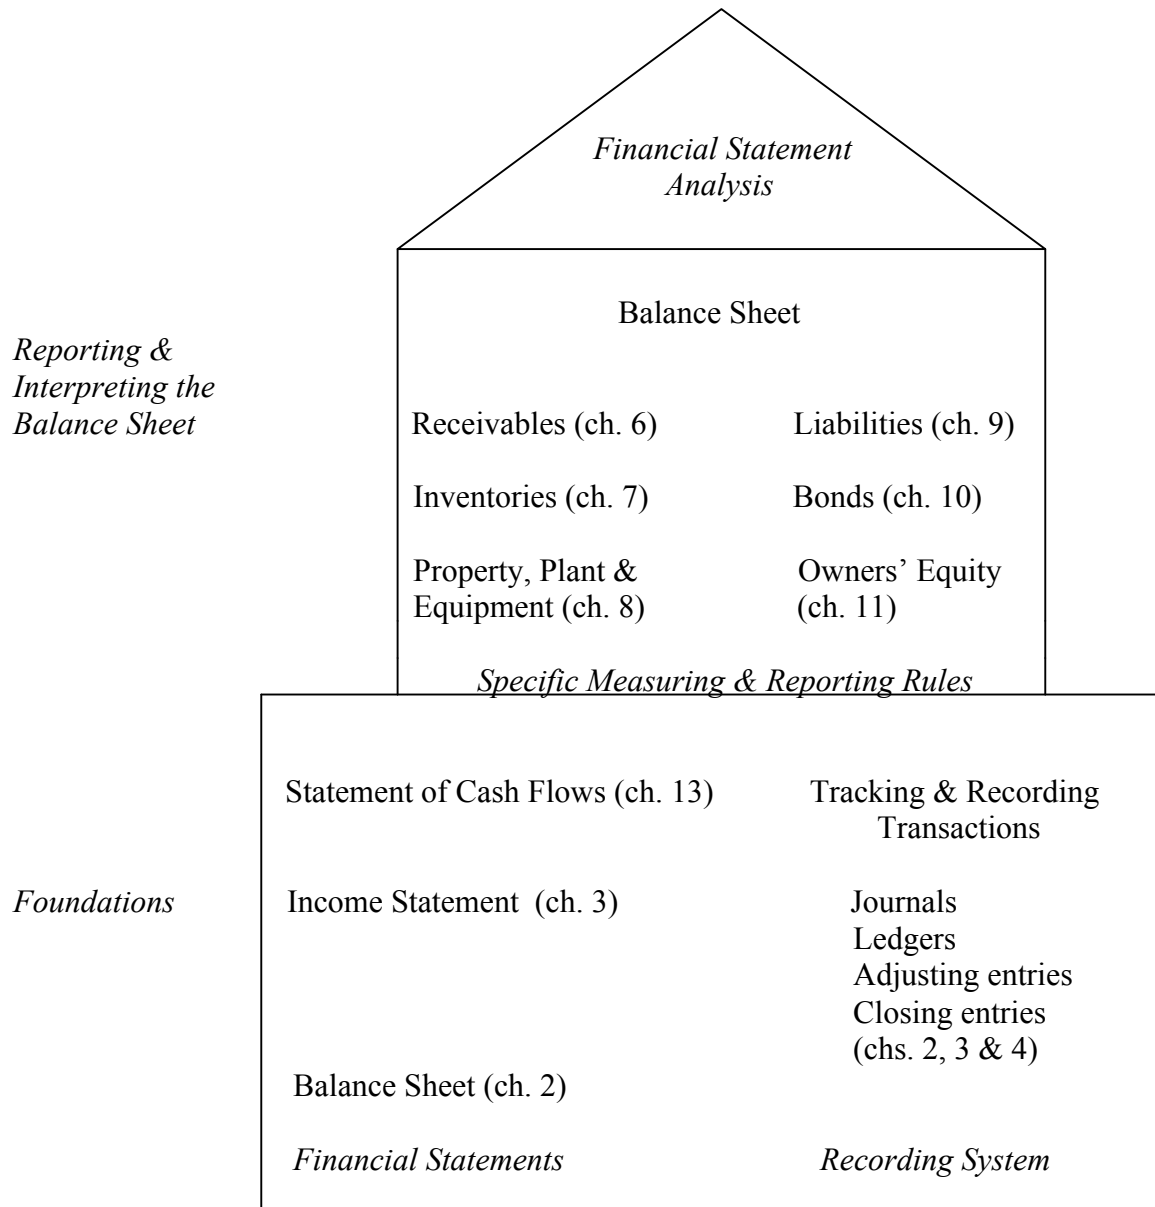 Financial Statement
Analysis
Balance Sheet
Reporting &
Interpreting the
Balance Sheet
Receivables (ch. 6)
Liabilities (ch. 9)
Inventories (ch. 7)
Bonds (ch. 10)
Property, Plant &
Equipment (ch. 8)
Owners’ Equity
(ch. 11)
Specific Measuring & Reporting Rules
Statement of Cash Flows (ch. 13)
Tracking & Recording
Transactions
Foundations
Income Statement  (ch. 3)
Journals
Ledgers
Adjusting entries
Closing entries
(chs. 2, 3 & 4)
Balance Sheet (ch. 2)
Financial Statements
Recording System